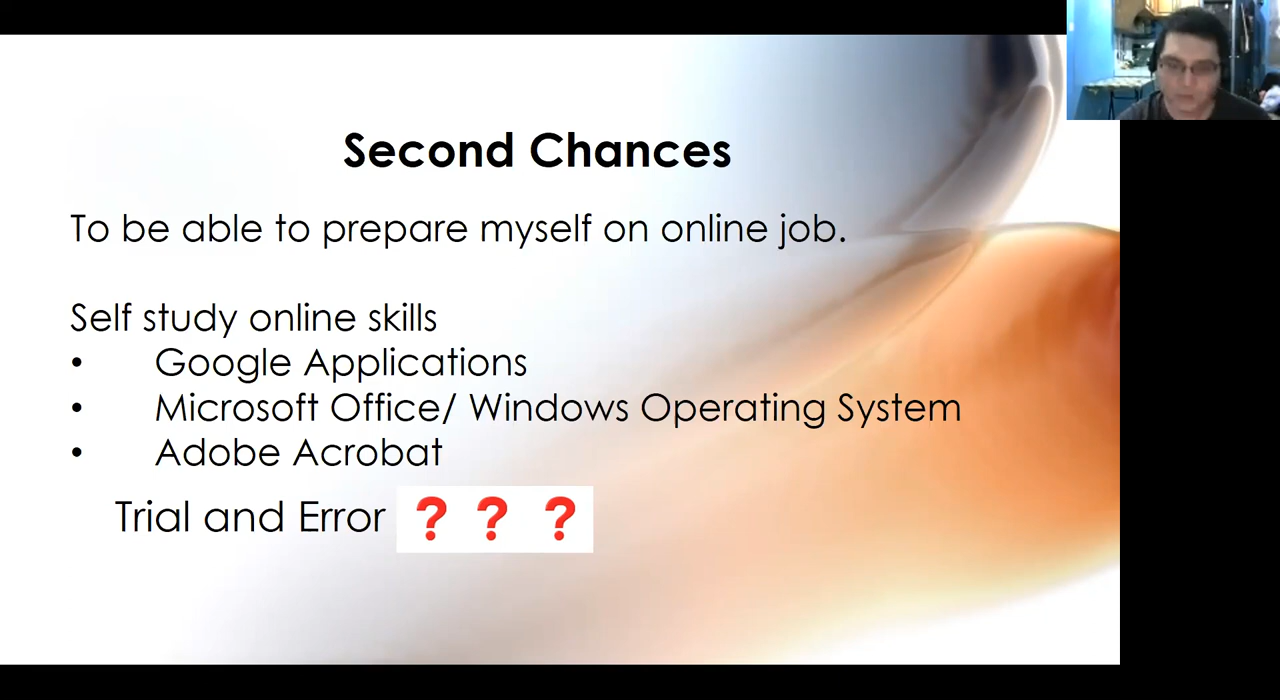 Second Chances
To be able to prepare myself on online job.
Self study online skills
• Google Applications
• Microsoft Office/ Windows Operating System
• Adobe Acrobat
Trial and Error ❓ ❓ ❓